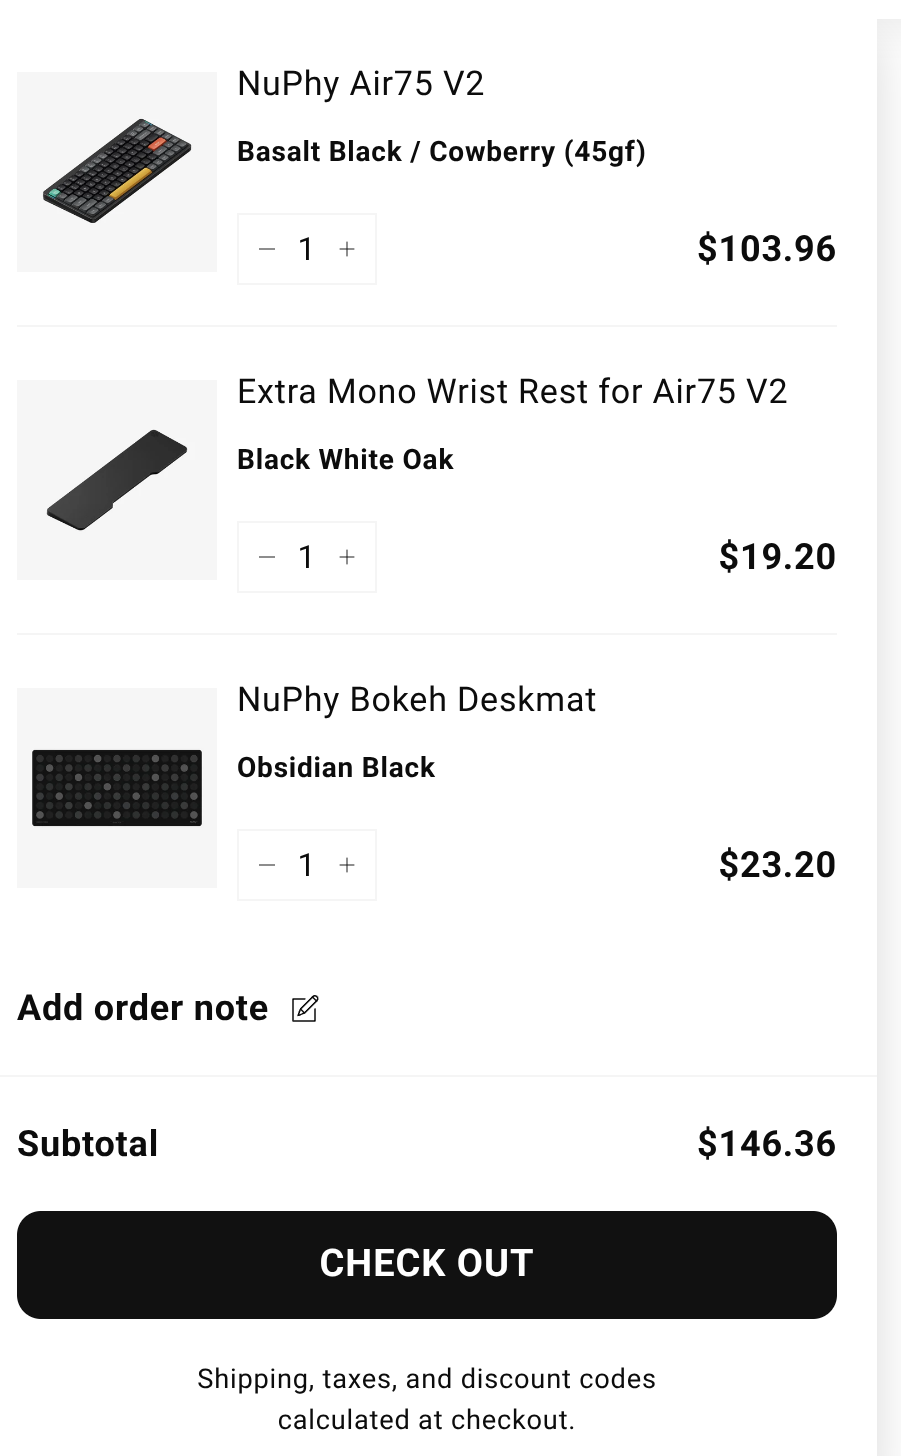 NuPhy Air75 V2
Basalt Black / Cowberry (45gf)
− 1 + $103.96
Extra Mono Wrist Rest for Air75 V2
Black White Oak
− 1 + $19.20
NuPhy Bokeh Deskmat
Obsidian Black
− 1 + $23.20
Add order note
Subtotal $146.36
CHECK OUT
Shipping, taxes, and discount codes
calculated at checkout.